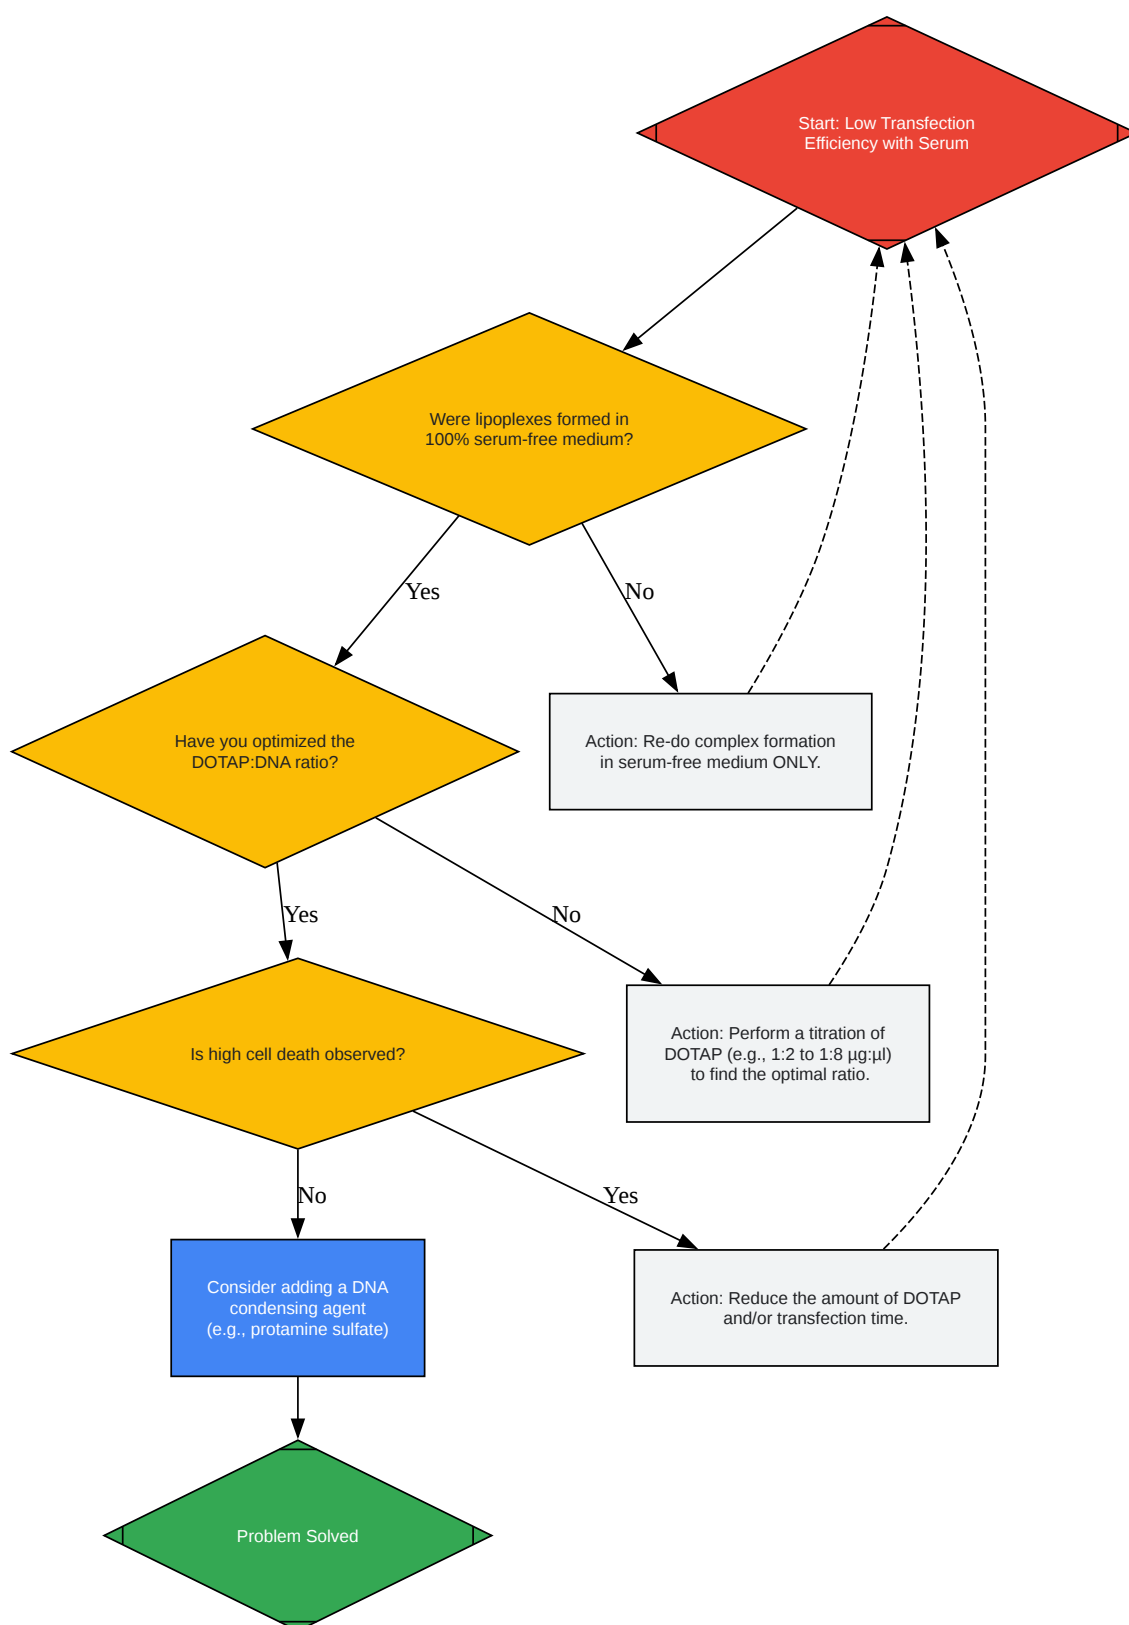 Start: Low Transfection
Efficiency with Serum
Were lipoplexes formed in
100% serum-free medium?
Yes
No
Have you optimized the
DOTAP:DNA ratio?
Action: Re-do complex formation
in serum-free medium ONLY.
Yes
No
Is high cell death observed?
Action: Perform a titration of
DOTAP (e.g., 1:2 to 1:8 µg:µl)
to find the optimal ratio.
No
Yes
Consider adding a DNA
condensing agent
(e.g., protamine sulfate)
Action: Reduce the amount of DOTAP
and/or transfection time.
Problem Solved